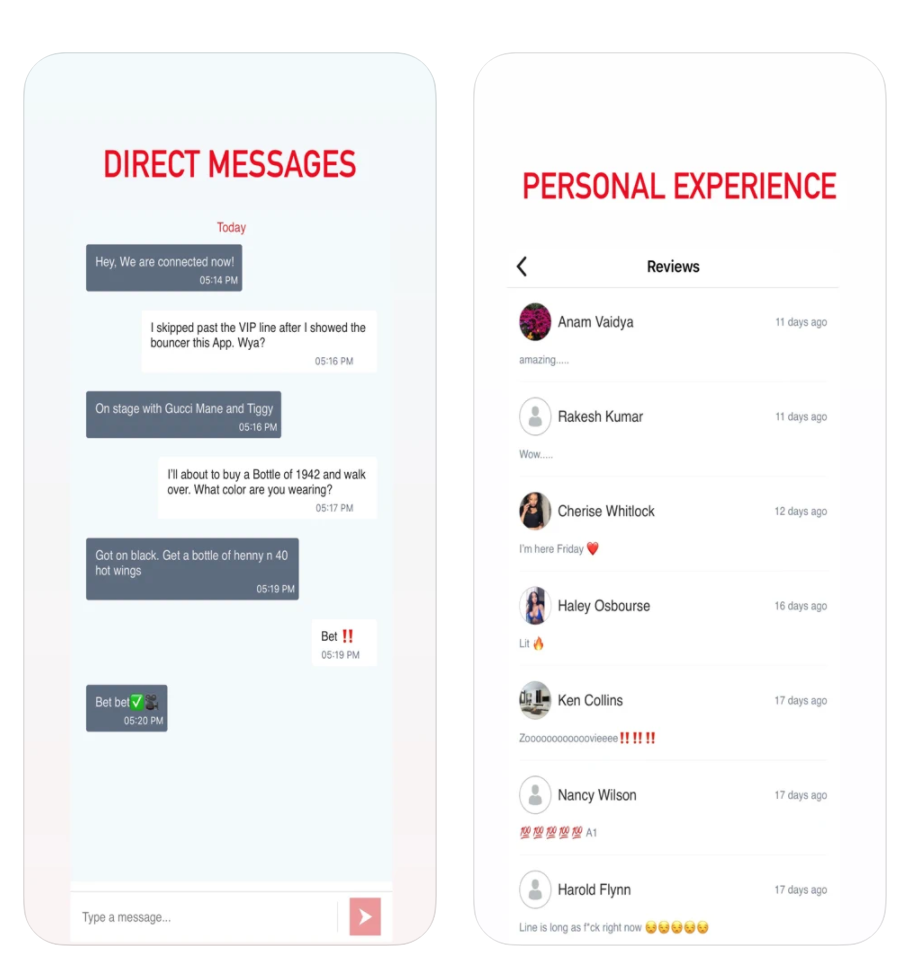 DIRECT MESSAGES
Today
Hey, We are connected now!
05:14 PM
I skipped past the VIP line after I showed the
bouncer this App. Wya?
05:16 PM
On stage with Gucci Mane and Tiggy
05:16 PM
I'll about to buy a Bottle of 1942 and walk
over. What color are you wearing?
05:17 PM
Got on black. Get a bottle of henny n 40
hot wings
05:19 PM
Bet ‼️
05:19 PM
Bet bet✅🎥
05:20 PM
Type a message...
PERSONAL EXPERIENCE
Reviews
Anam Vaidya 11 days ago
amazing.....
Rakesh Kumar 11 days ago
Wow.....
Cherise Whitlock 12 days ago
I'm here Friday ❤️
Haley Osbourse 16 days ago
Lit 🔥
Ken Collins 17 days ago
Zoooooooooooovieeee‼️‼️‼️
Nancy Wilson 17 days ago
💯💯💯💯💯 A1
Harold Flynn 17 days ago
Line is long as f*ck right now 😣😣😣😣😣